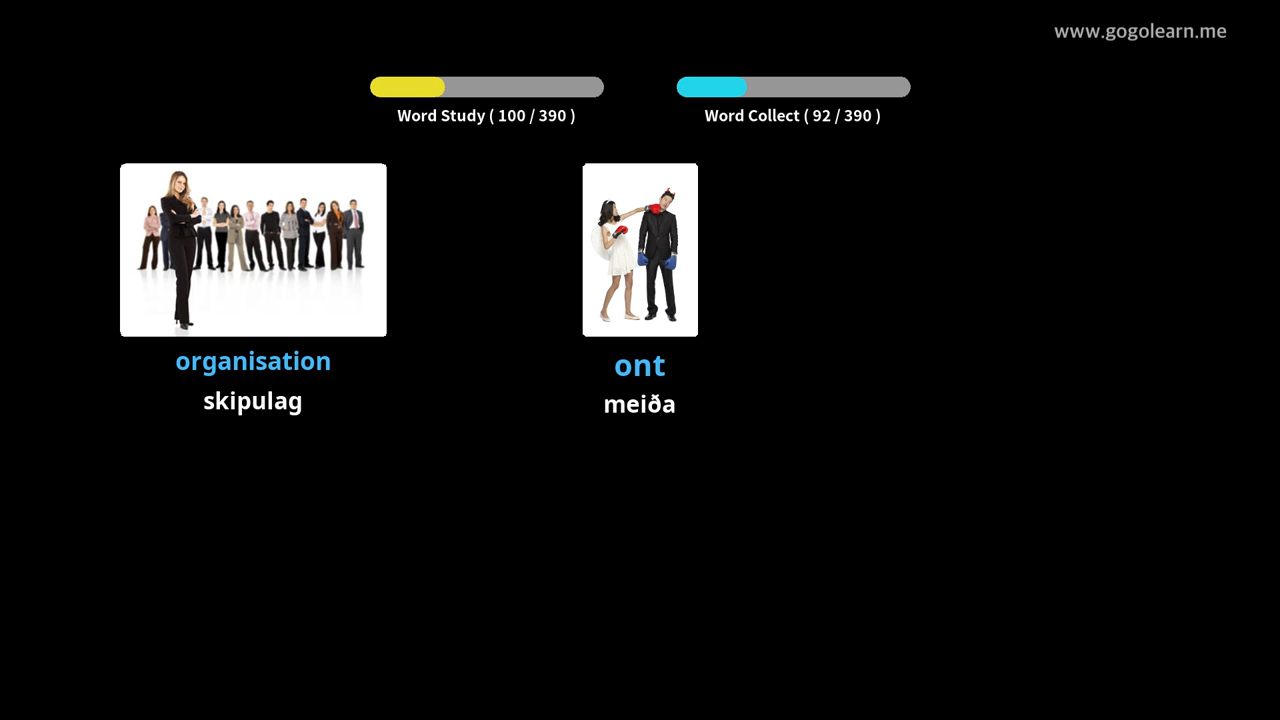 www.gogolearn.me
Word Study ( 100 / 390 )
Word Collect ( 92 / 390 )
organisation
skipulag
ont
meiða